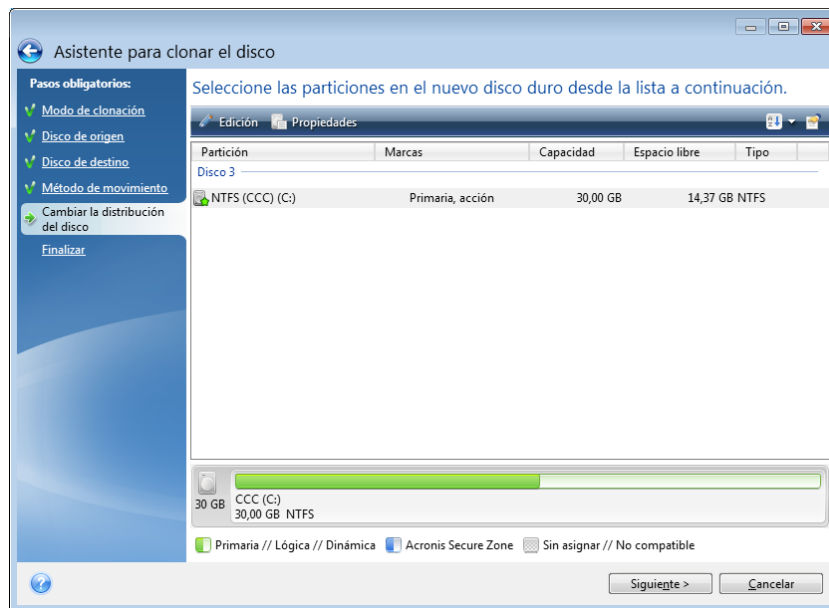 Asistente para clonar el disco
Pasos obligatorios:
Modo de clonación
Disco de origen
Disco de destino
Método de movimiento
Cambiar la distribución
del disco
Finalizar
Seleccione las particiones en el nuevo disco duro desde la lista a continuación.
Edición Propiedades
Partición Marcas Capacidad Espacio libre Tipo
Disco 3
NTFS (CCC) (C:) Primaria, acción 30,00 GB 14,37 GB NTFS
30 GB
CCC (C:)
30,00 GB NTFS
Primaria // Lógica // Dinámica Acronis Secure Zone Sin asignar // No compatible
Siguiente > Cancelar